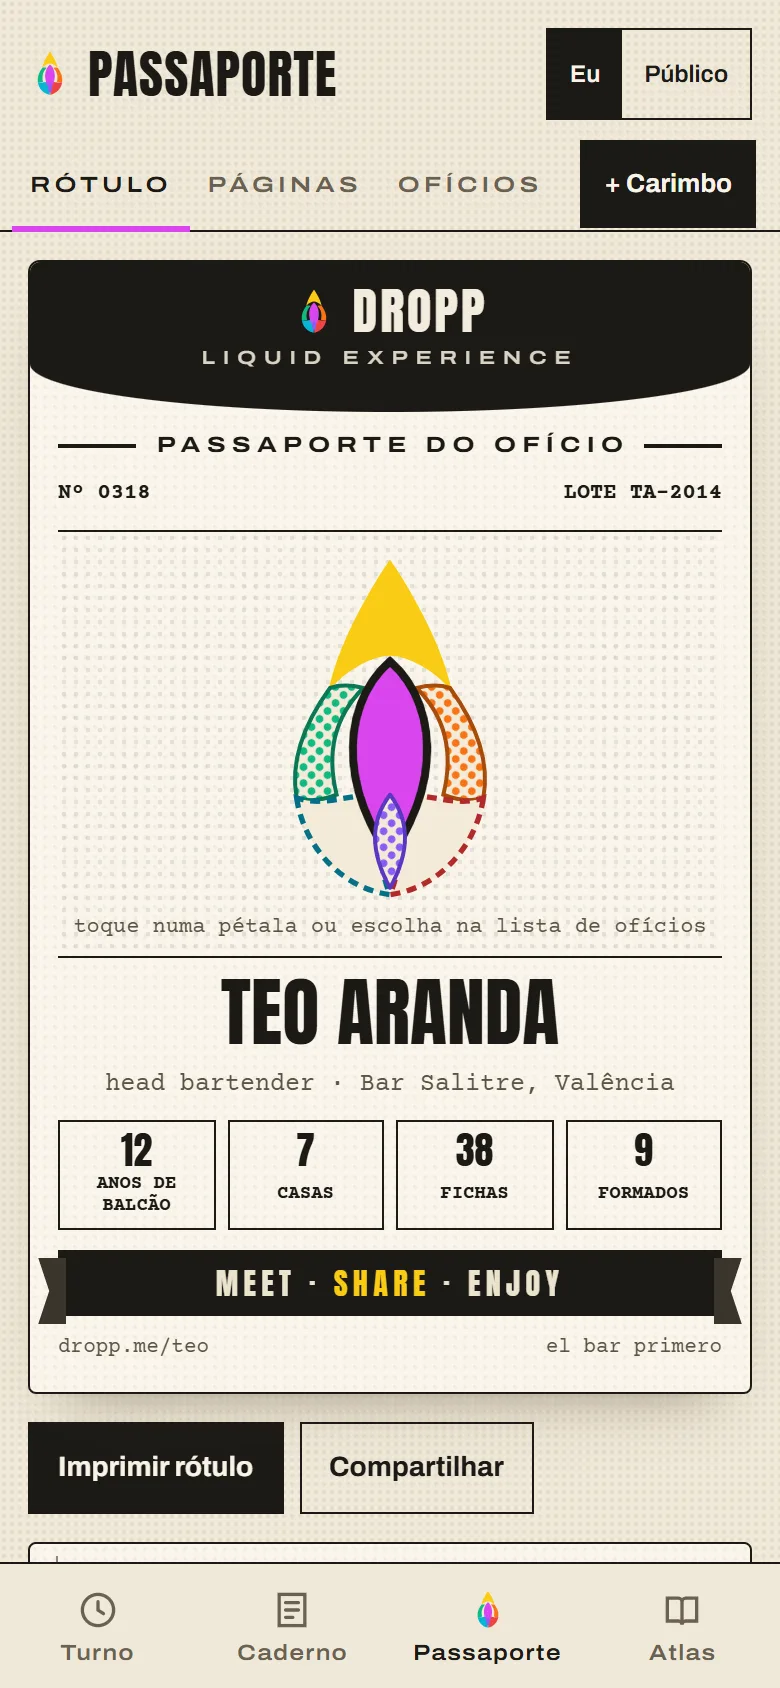 PASSAPORTE
Eu
Público
RÓTULO
PÁGINAS
OFÍCIOS
+ Carimbo
DROPP
LIQUID EXPERIENCE
PASSAPORTE DO OFÍCIO
Nº 0318
LOTE TA-2014
toque numa pétala ou escolha na lista de ofícios
TEO ARANDA
head bartender · Bar Salitre, Valência
12
ANOS DE
BALCÃO
7
CASAS
38
FICHAS
9
FORMADOS
MEET · SHARE · ENJOY
dropp.me/teo
el bar primero
Imprimir rótulo
Compartilhar
Turno
Caderno
Passaporte
Atlas